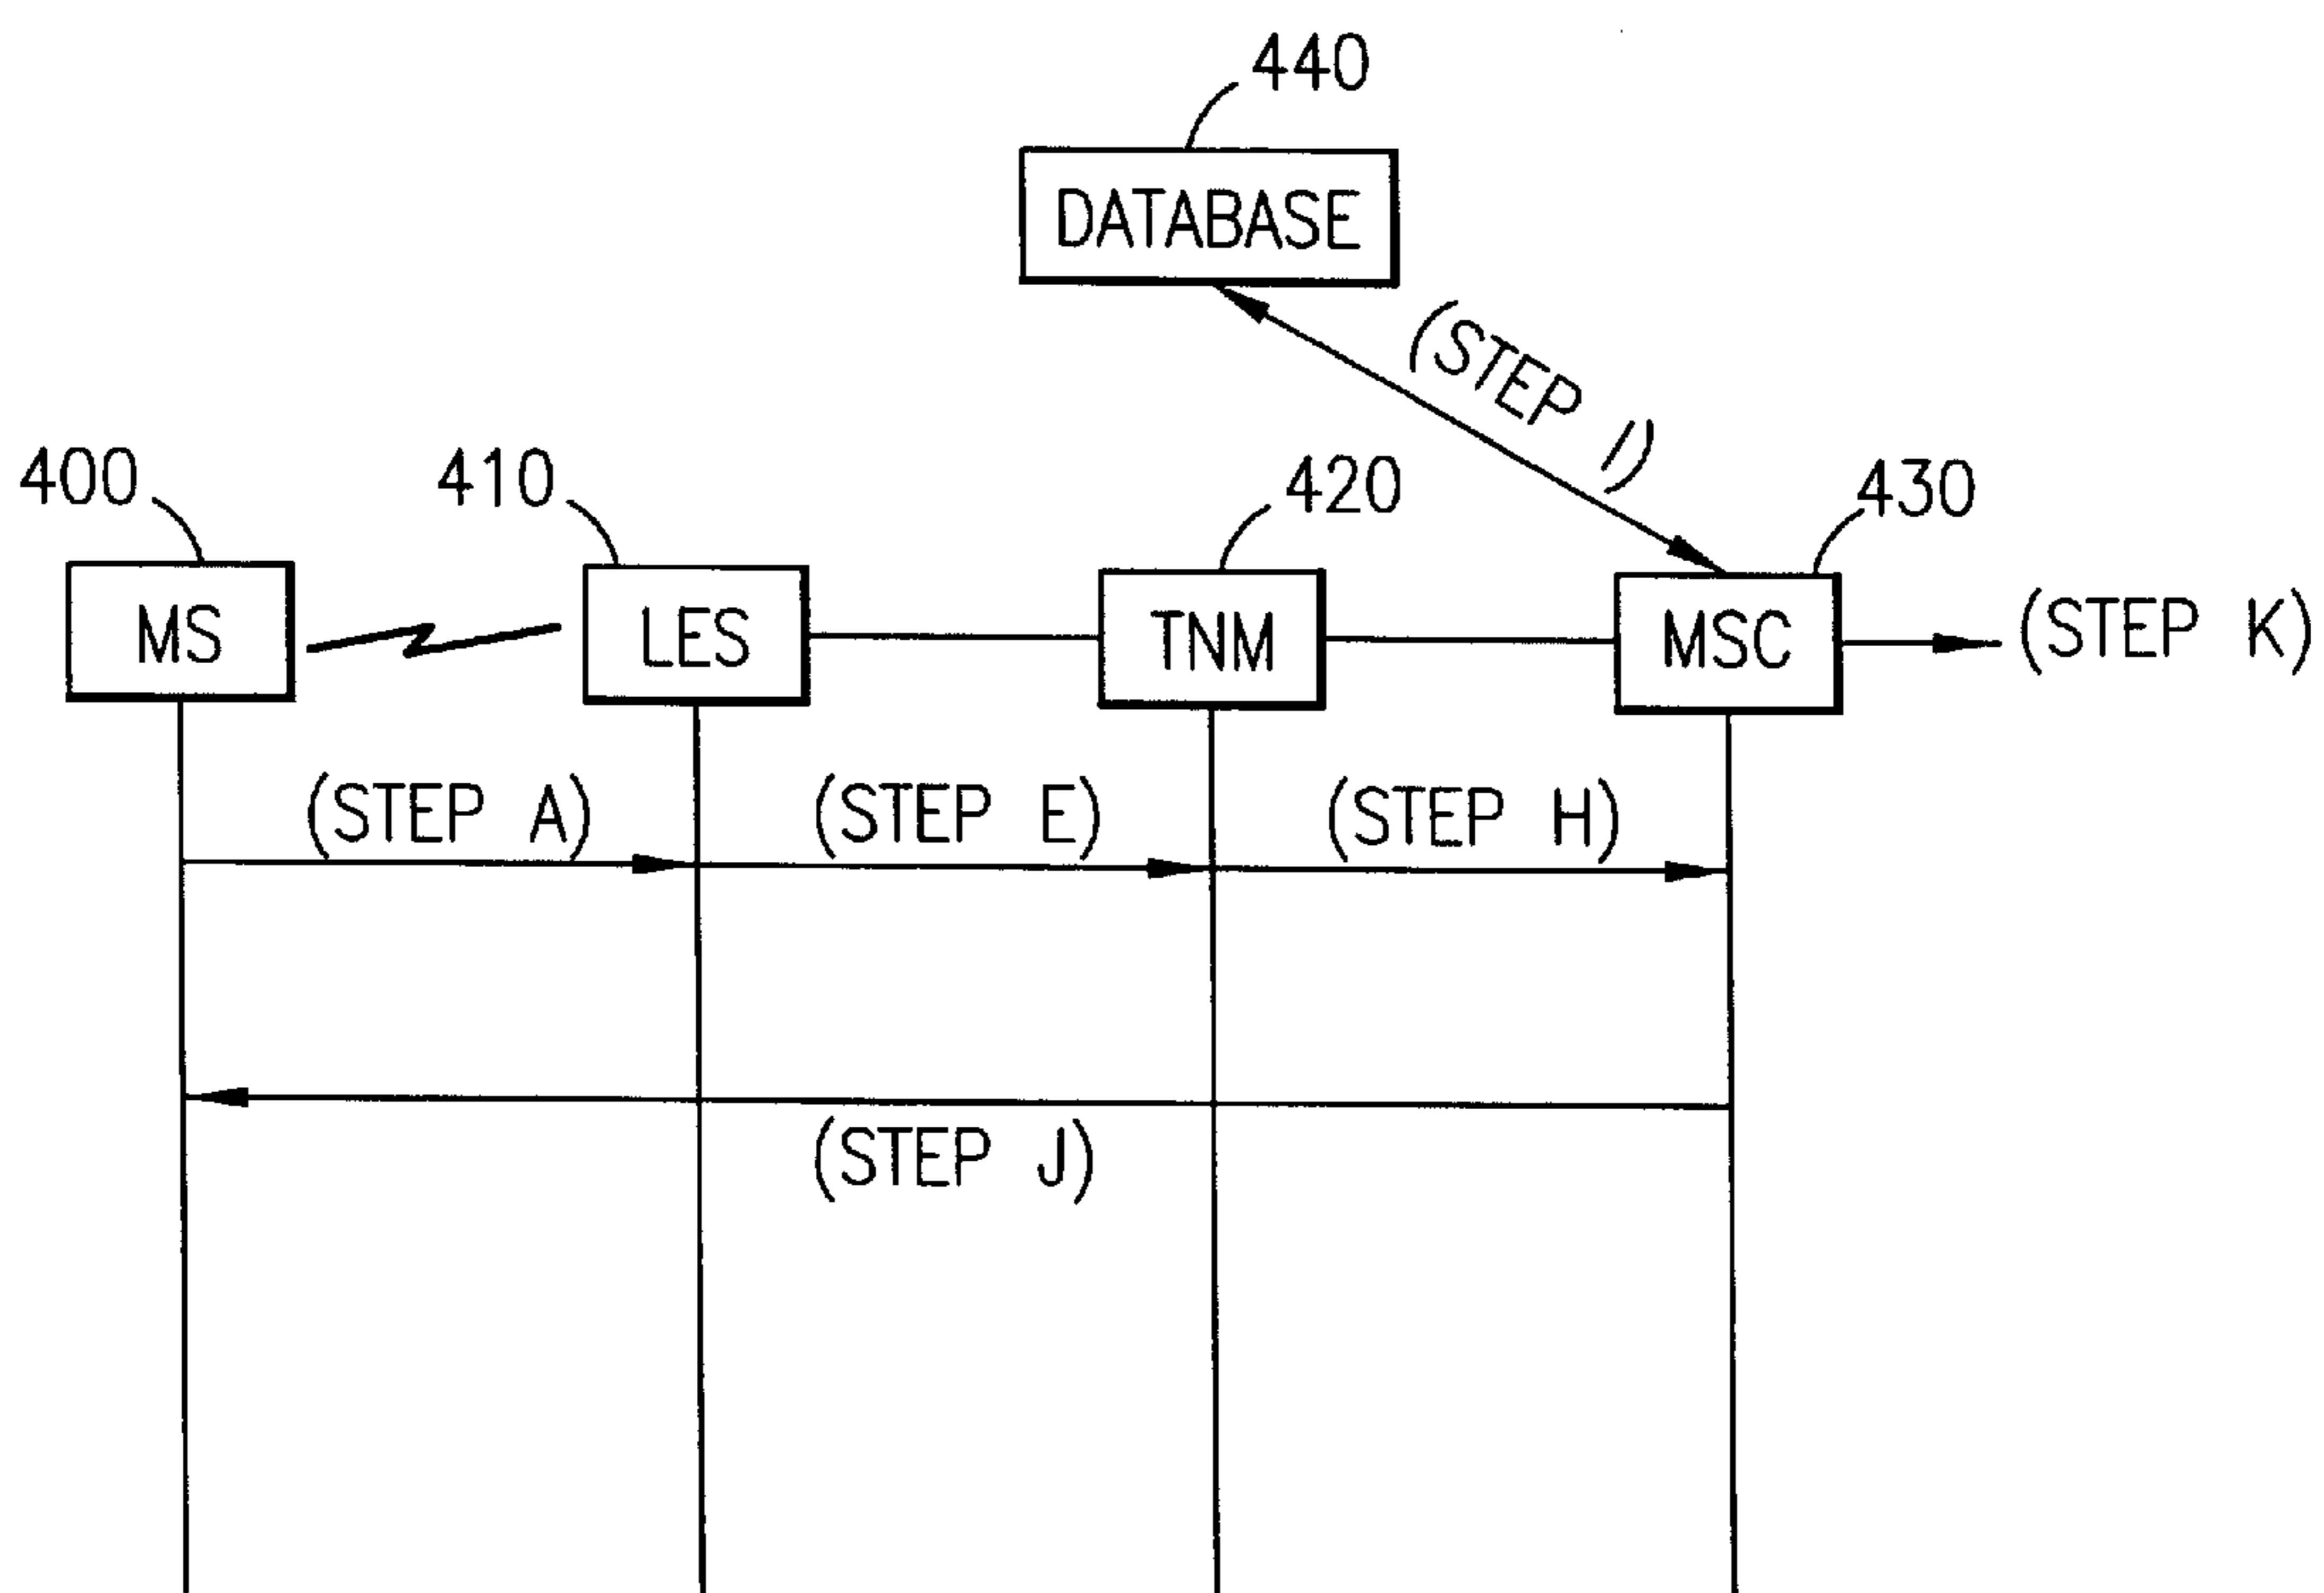 440
DATABASE
(STEP I)
400
410
420
430
MS
LES
TNM
MSC
(STEP K)
(STEP A)
(STEP E)
(STEP H)
(STEP J)